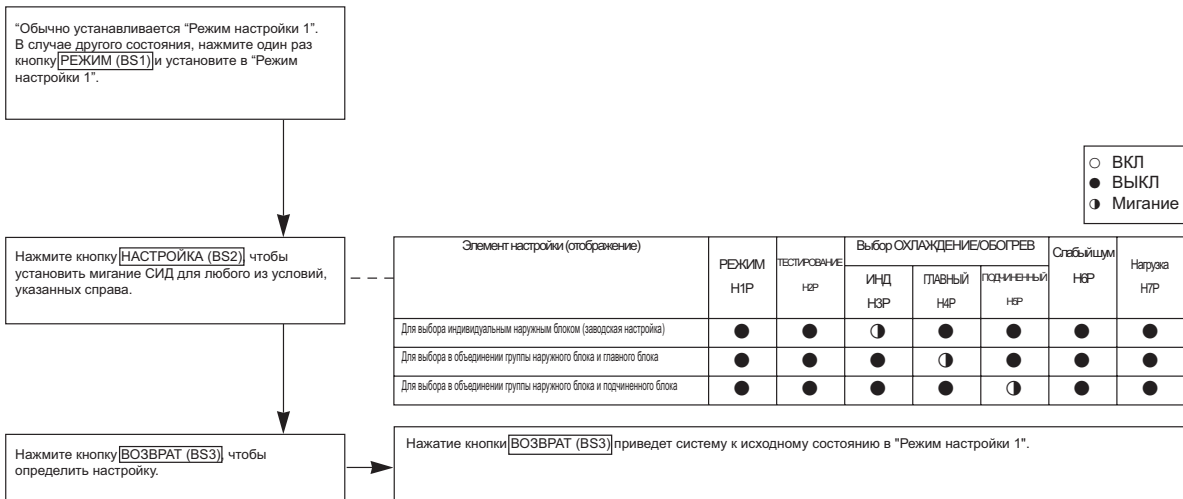 “Обычно устанавливается “Режим настройки 1”.
В случае другого состояния, нажмите один раз
кнопку РЕЖИМ (BS1) и установите в “Режим
настройки 1”.
ВКЛ
ВЫКЛ
Мигание
Нажмите кнопку НАСТРОЙКА (BS2), чтобы
установить мигание СИД для любого из условий,
указанных справа.
Элемент настройки (отображение)
РЕЖИМ
H1P
ТЕСТИРОВАНИЕ
H2P
Выбор ОХЛАЖДЕНИЕ/ОБОГРЕВ
ИНД
H3P
ГЛАВНЫЙ
H4P
ПОДЧИНЕННЫЙ
H5P
Слабый шум
H6P
Нагрузка
H7P
Для выбора индивидуальным наружным блоком (заводская настройка)
Для выбора в объединении группы наружного блока и главного блока
Для выбора в объединении группы наружного блока и подчиненного блока
Нажмите кнопку ВОЗВРАТ (BS3), чтобы
определить настройку.
Нажатие кнопки ВОЗВРАТ (BS3) приведет систему к исходному состоянию в "Режим настройки 1".